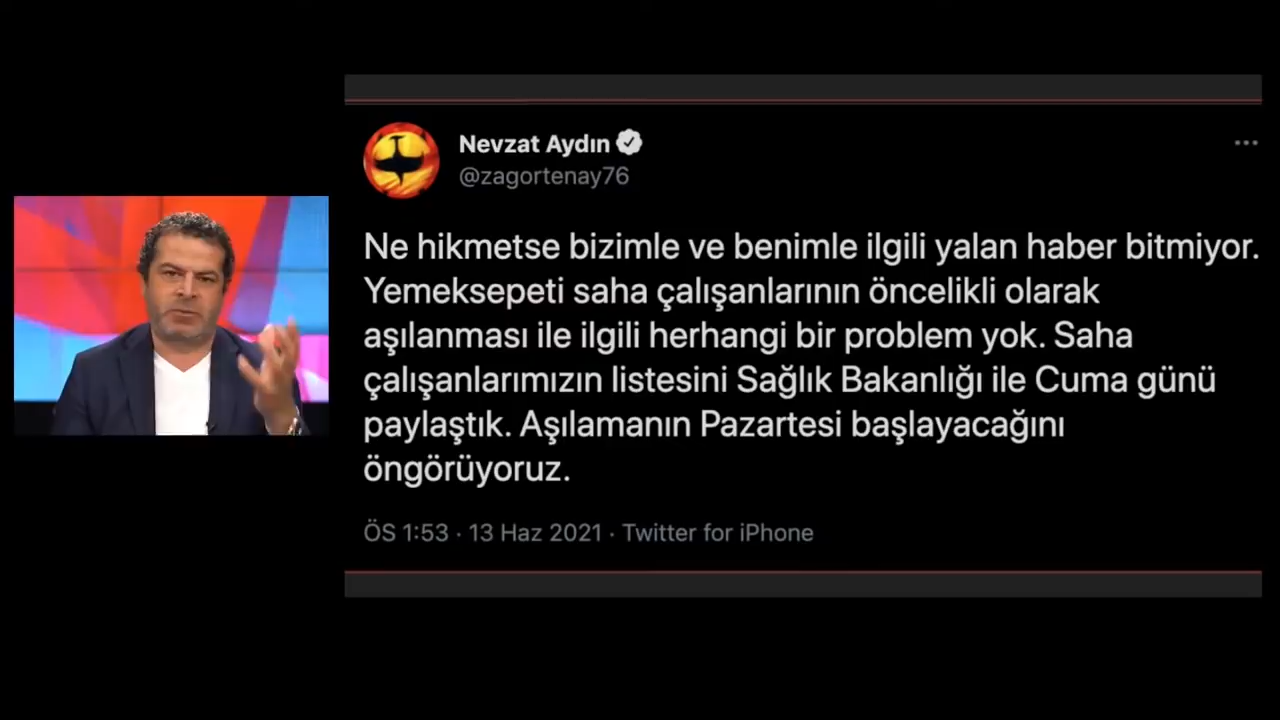 Nevzat Aydın
@zagortenay76
Ne hikmetse bizimle ve benimle ilgili yalan haber bitmiyor.
Yemeksepeti saha çalışanlarının öncelikli olarak
aşılanması ile ilgili herhangi bir problem yok. Saha
çalışanlarımızın listesini Sağlık Bakanlığı ile Cuma günü
paylaştık. Aşılamanın Pazartesi başlayacağını
öngörüyoruz.
ÖS 1:53 · 13 Haz 2021 · Twitter for iPhone